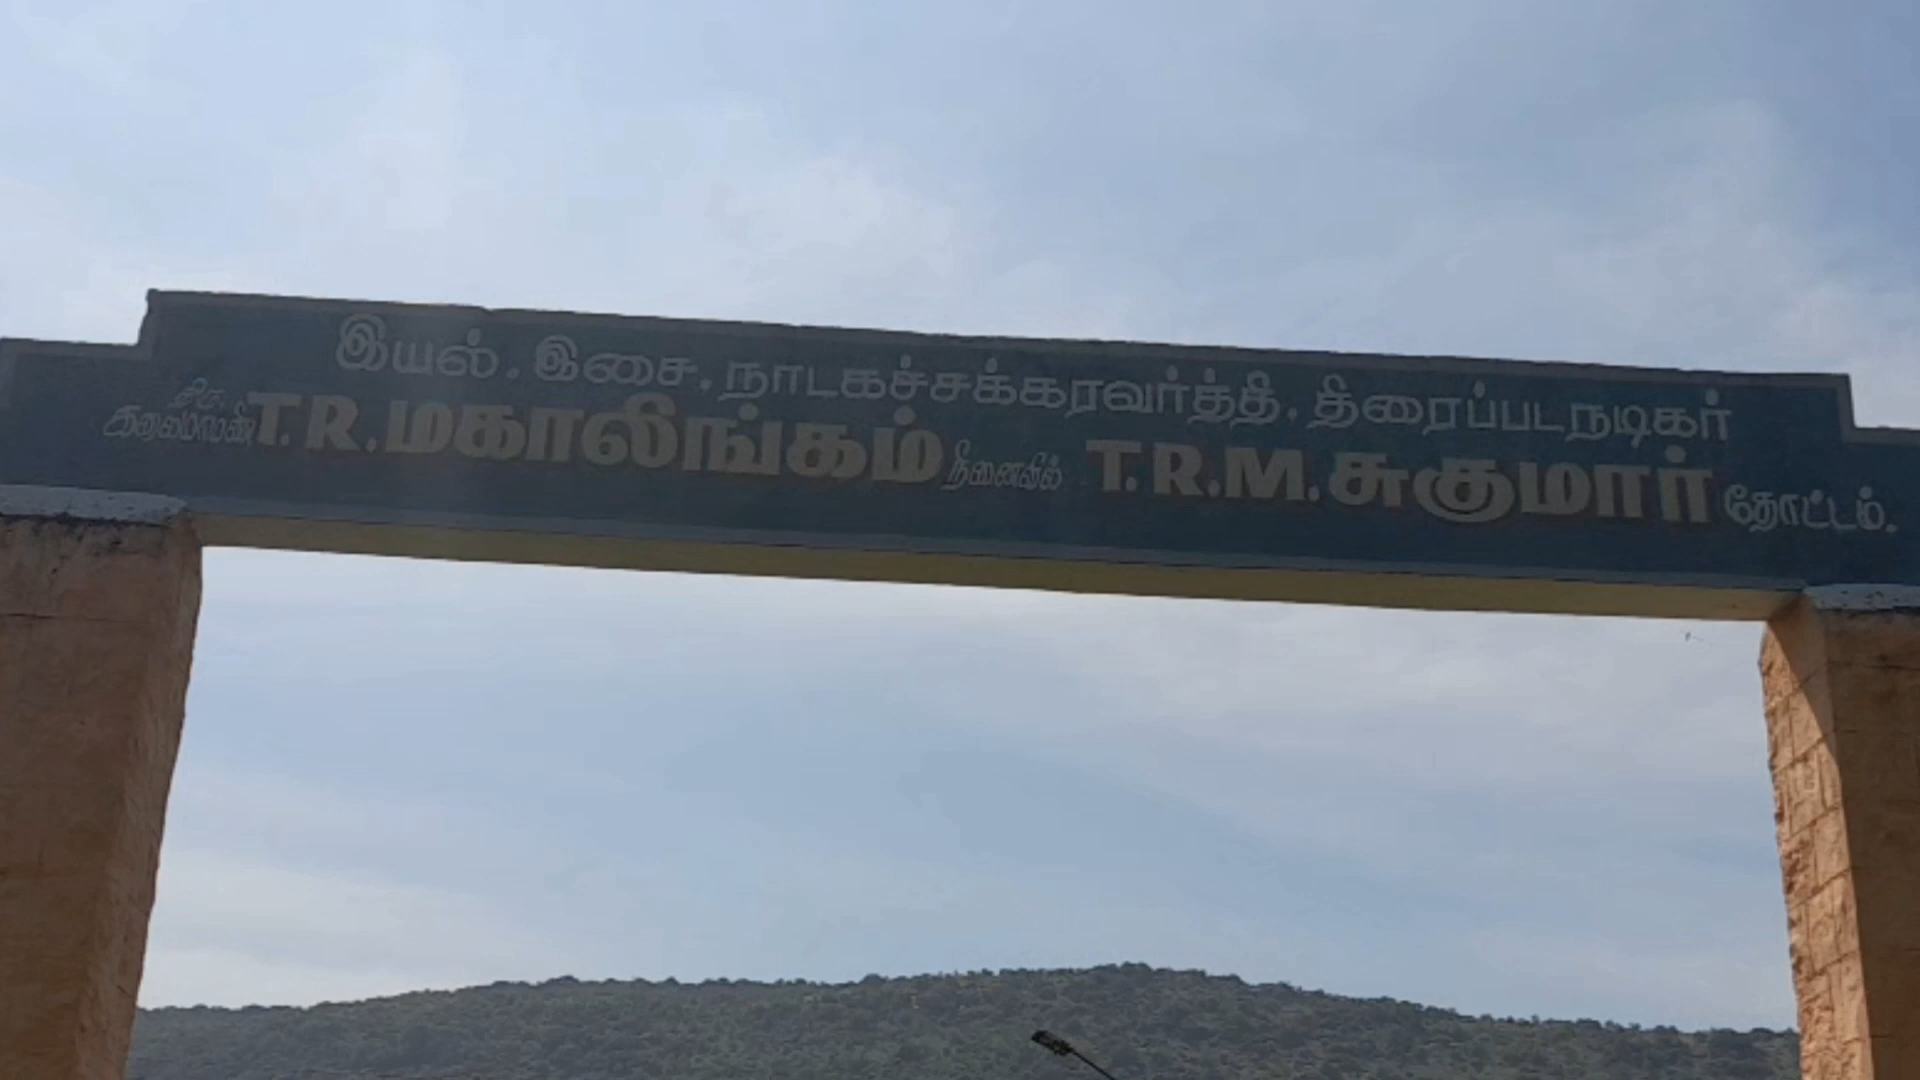 இயல். இசை. நாடகச்சக்கரவர்த்தி. திரைப்படநடிகர்
திரு. கலைமாமணி T.R.மகாலிங்கம் நினைவில் T.R.M.சுகுமார் தோட்டம்.